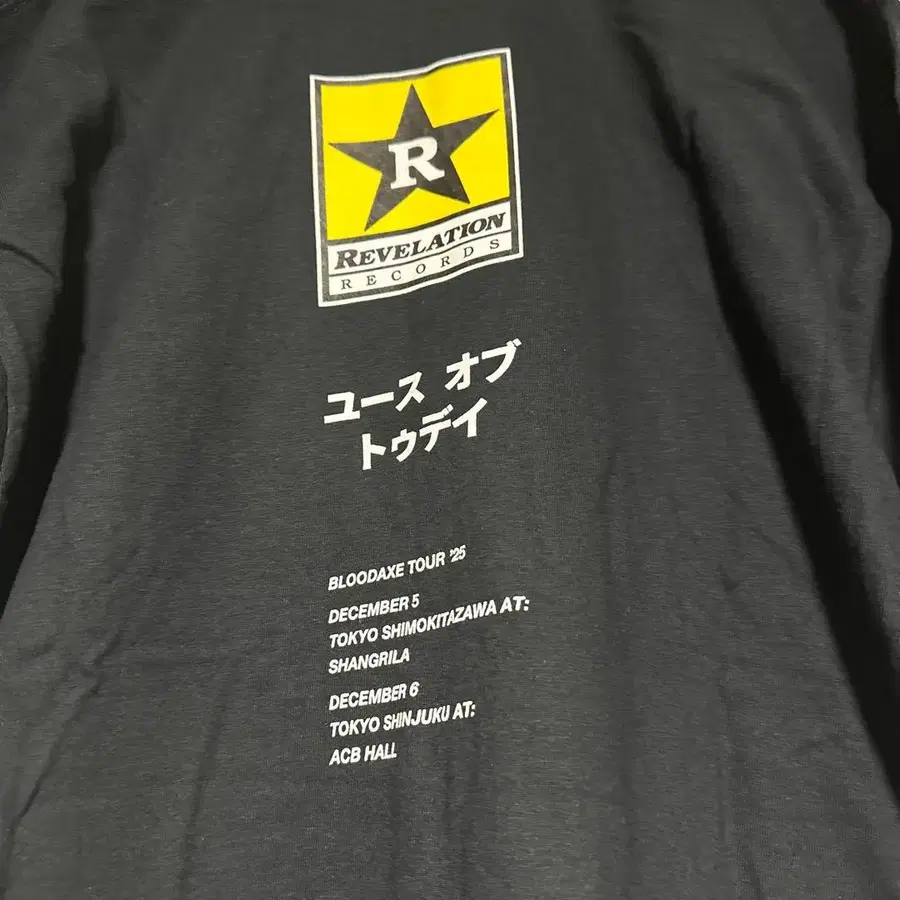 R
REVELATION
RECORDS
ユース オブ
トゥデイ
BLOODAXE TOUR '25
DECEMBER 5
TOKYO SHIMOKITAZAWA AT:
SHANGRILA
DECEMBER 6
TOKYO SHINJUKU AT:
ACB HALL